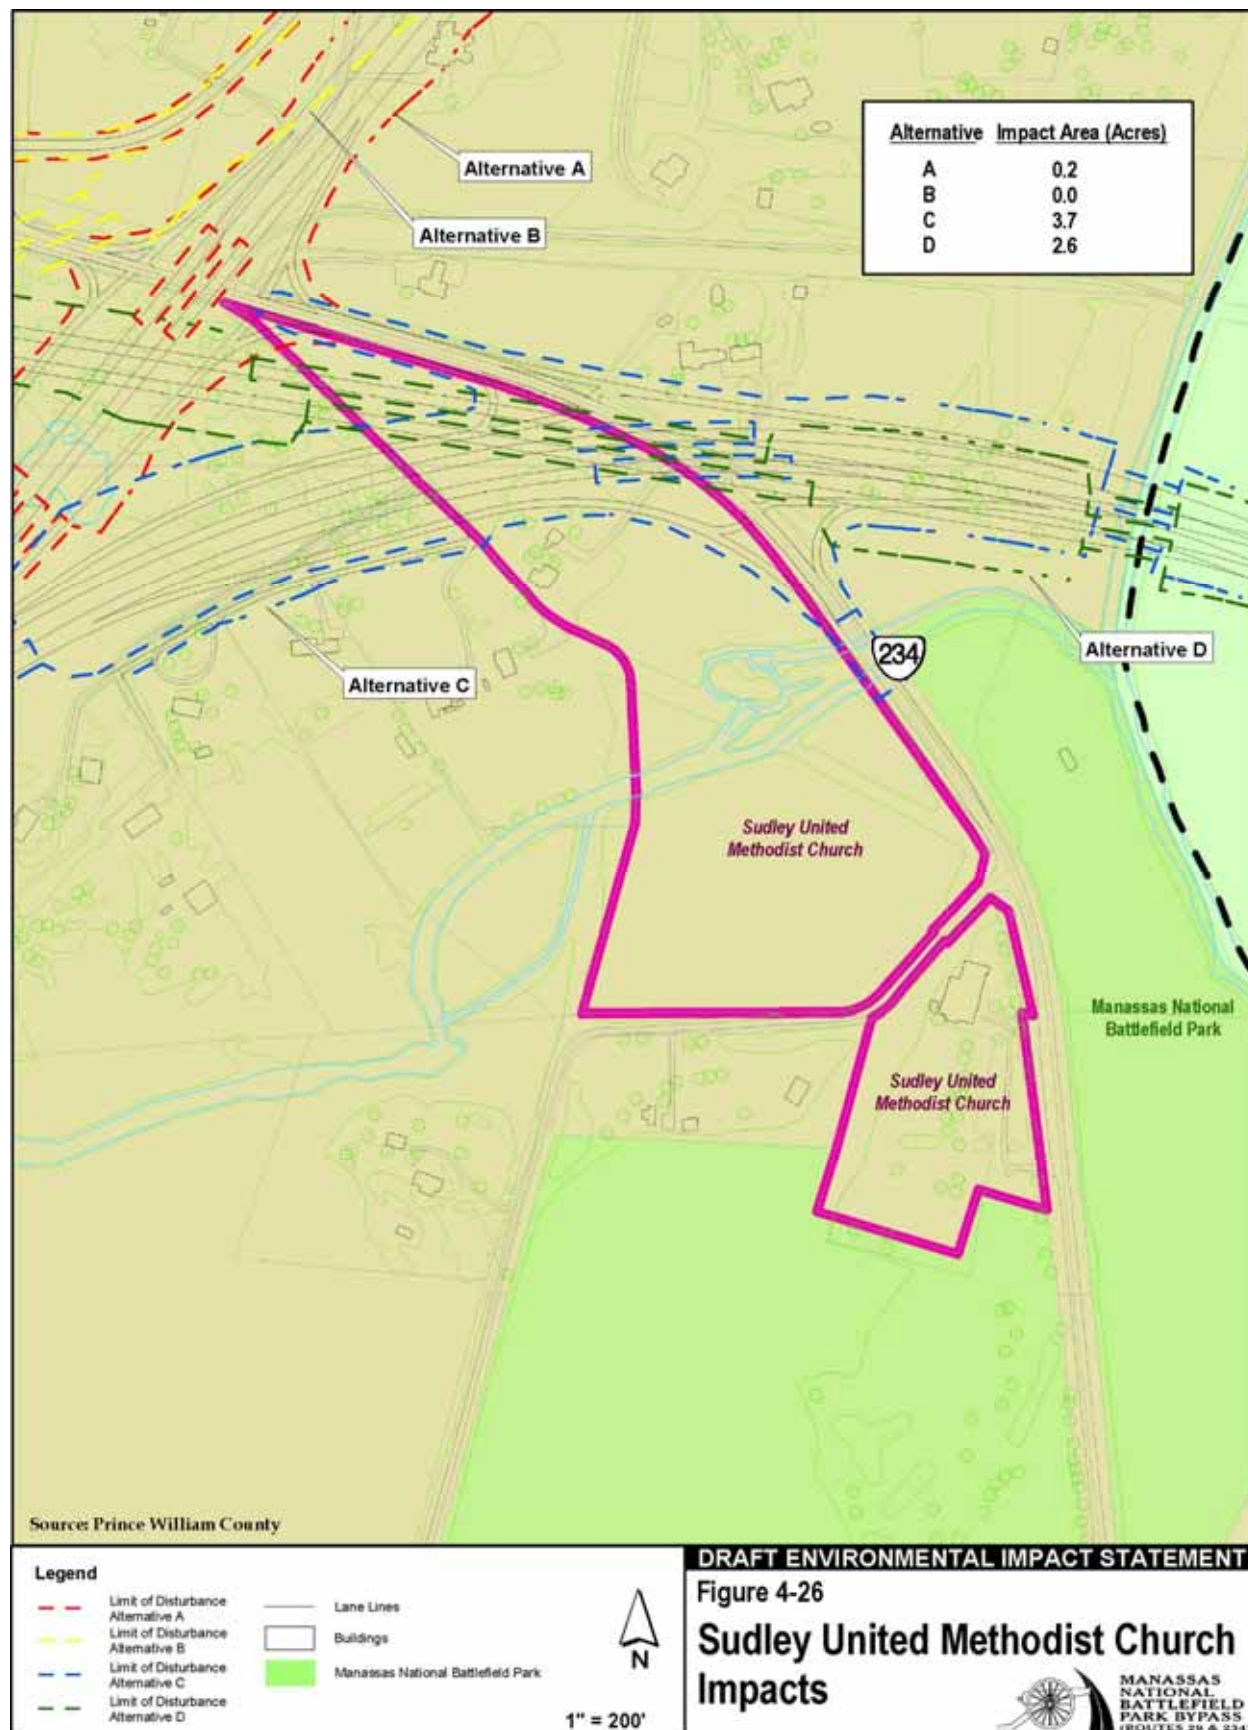 Alternative Impact Area (Acres)
A 0.2
B 0.0
C 3.7
D 2.6
Alternative A
Alternative B
234
Alternative D
Alternative C
Sudley United
Methodist Church
Manassas National
Battlefield Park
Sudley United
Methodist Church
Source: Prince William County
Legend
Limit of Disturbance
Alternative A
Limit of Disturbance
Alternative B
Limit of Disturbance
Alternative C
Limit of Disturbance
Alternative D
Lane Lines
Buildings
Manassas National Battlefield Park
N
1" = 200'
DRAFT ENVIRONMENTAL IMPACT STATEMENT
Figure 4-26
Sudley United Methodist Church
Impacts
MANASSAS
NATIONAL
BATTLEFIELD
PARK BYPASS